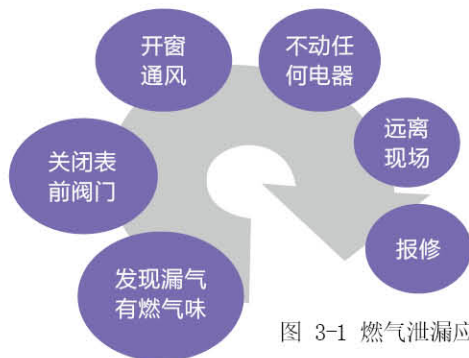 发现漏气
有燃气味
关闭表
前阀门
开窗
通风
不动任
何电器
远离
现场
报修
图 3-1 燃气泄漏应